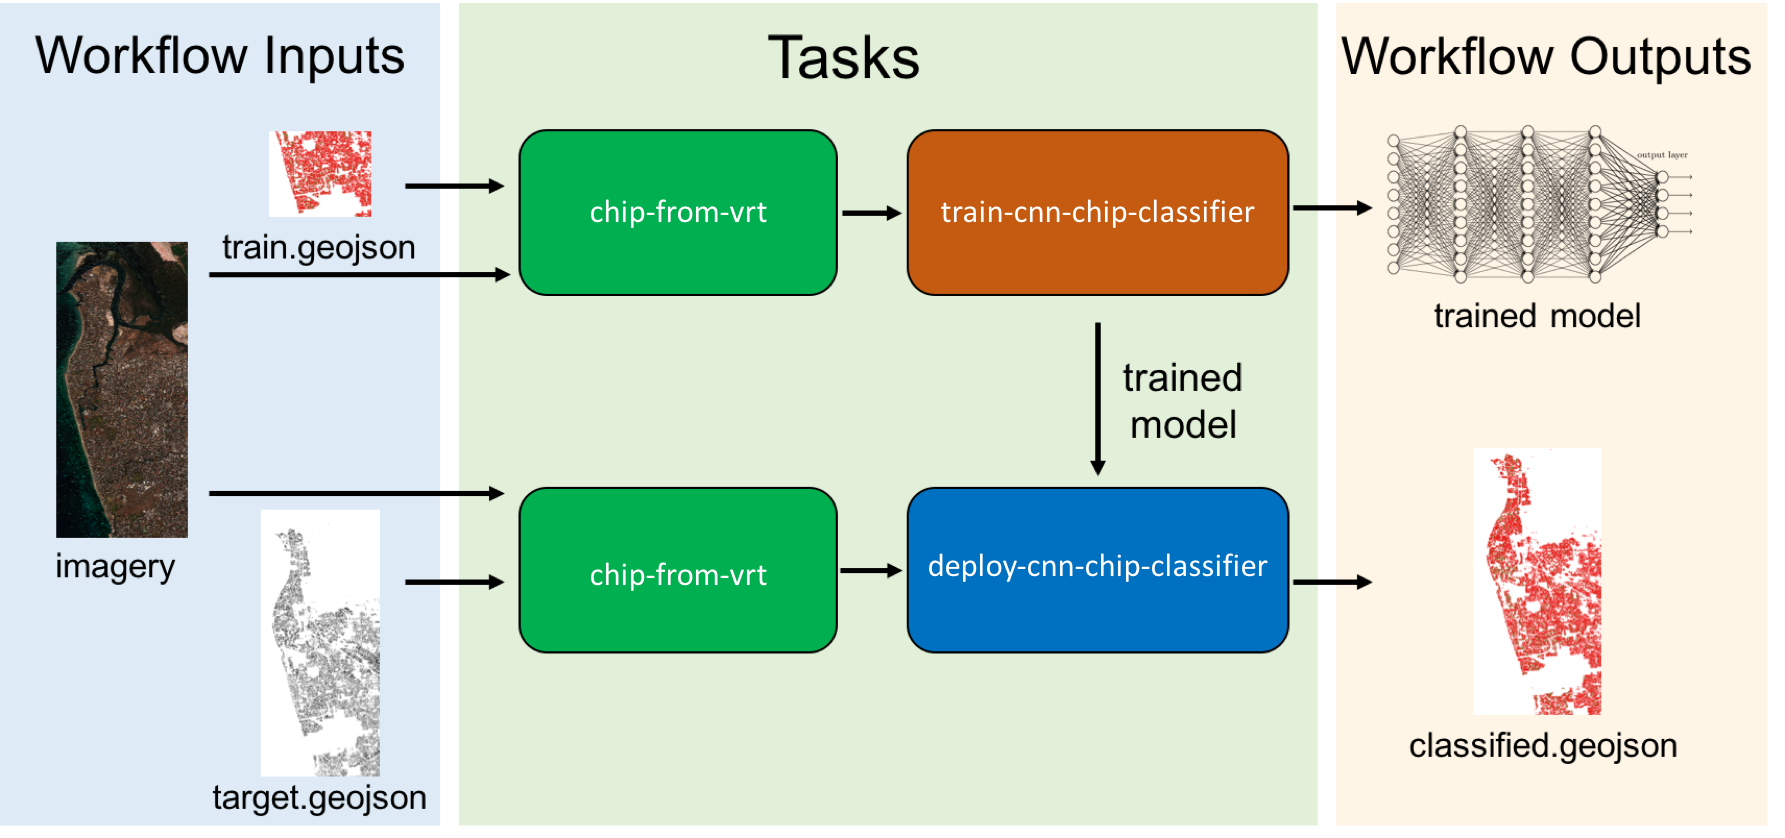 Workflow Inputs
Tasks
Workflow Outputs
train.geojson
imagery
target.geojson
chip-from-vrt
train-cnn-chip-classifier
trained
model
chip-from-vrt
deploy-cnn-chip-classifier
output layer
trained model
classified.geojson